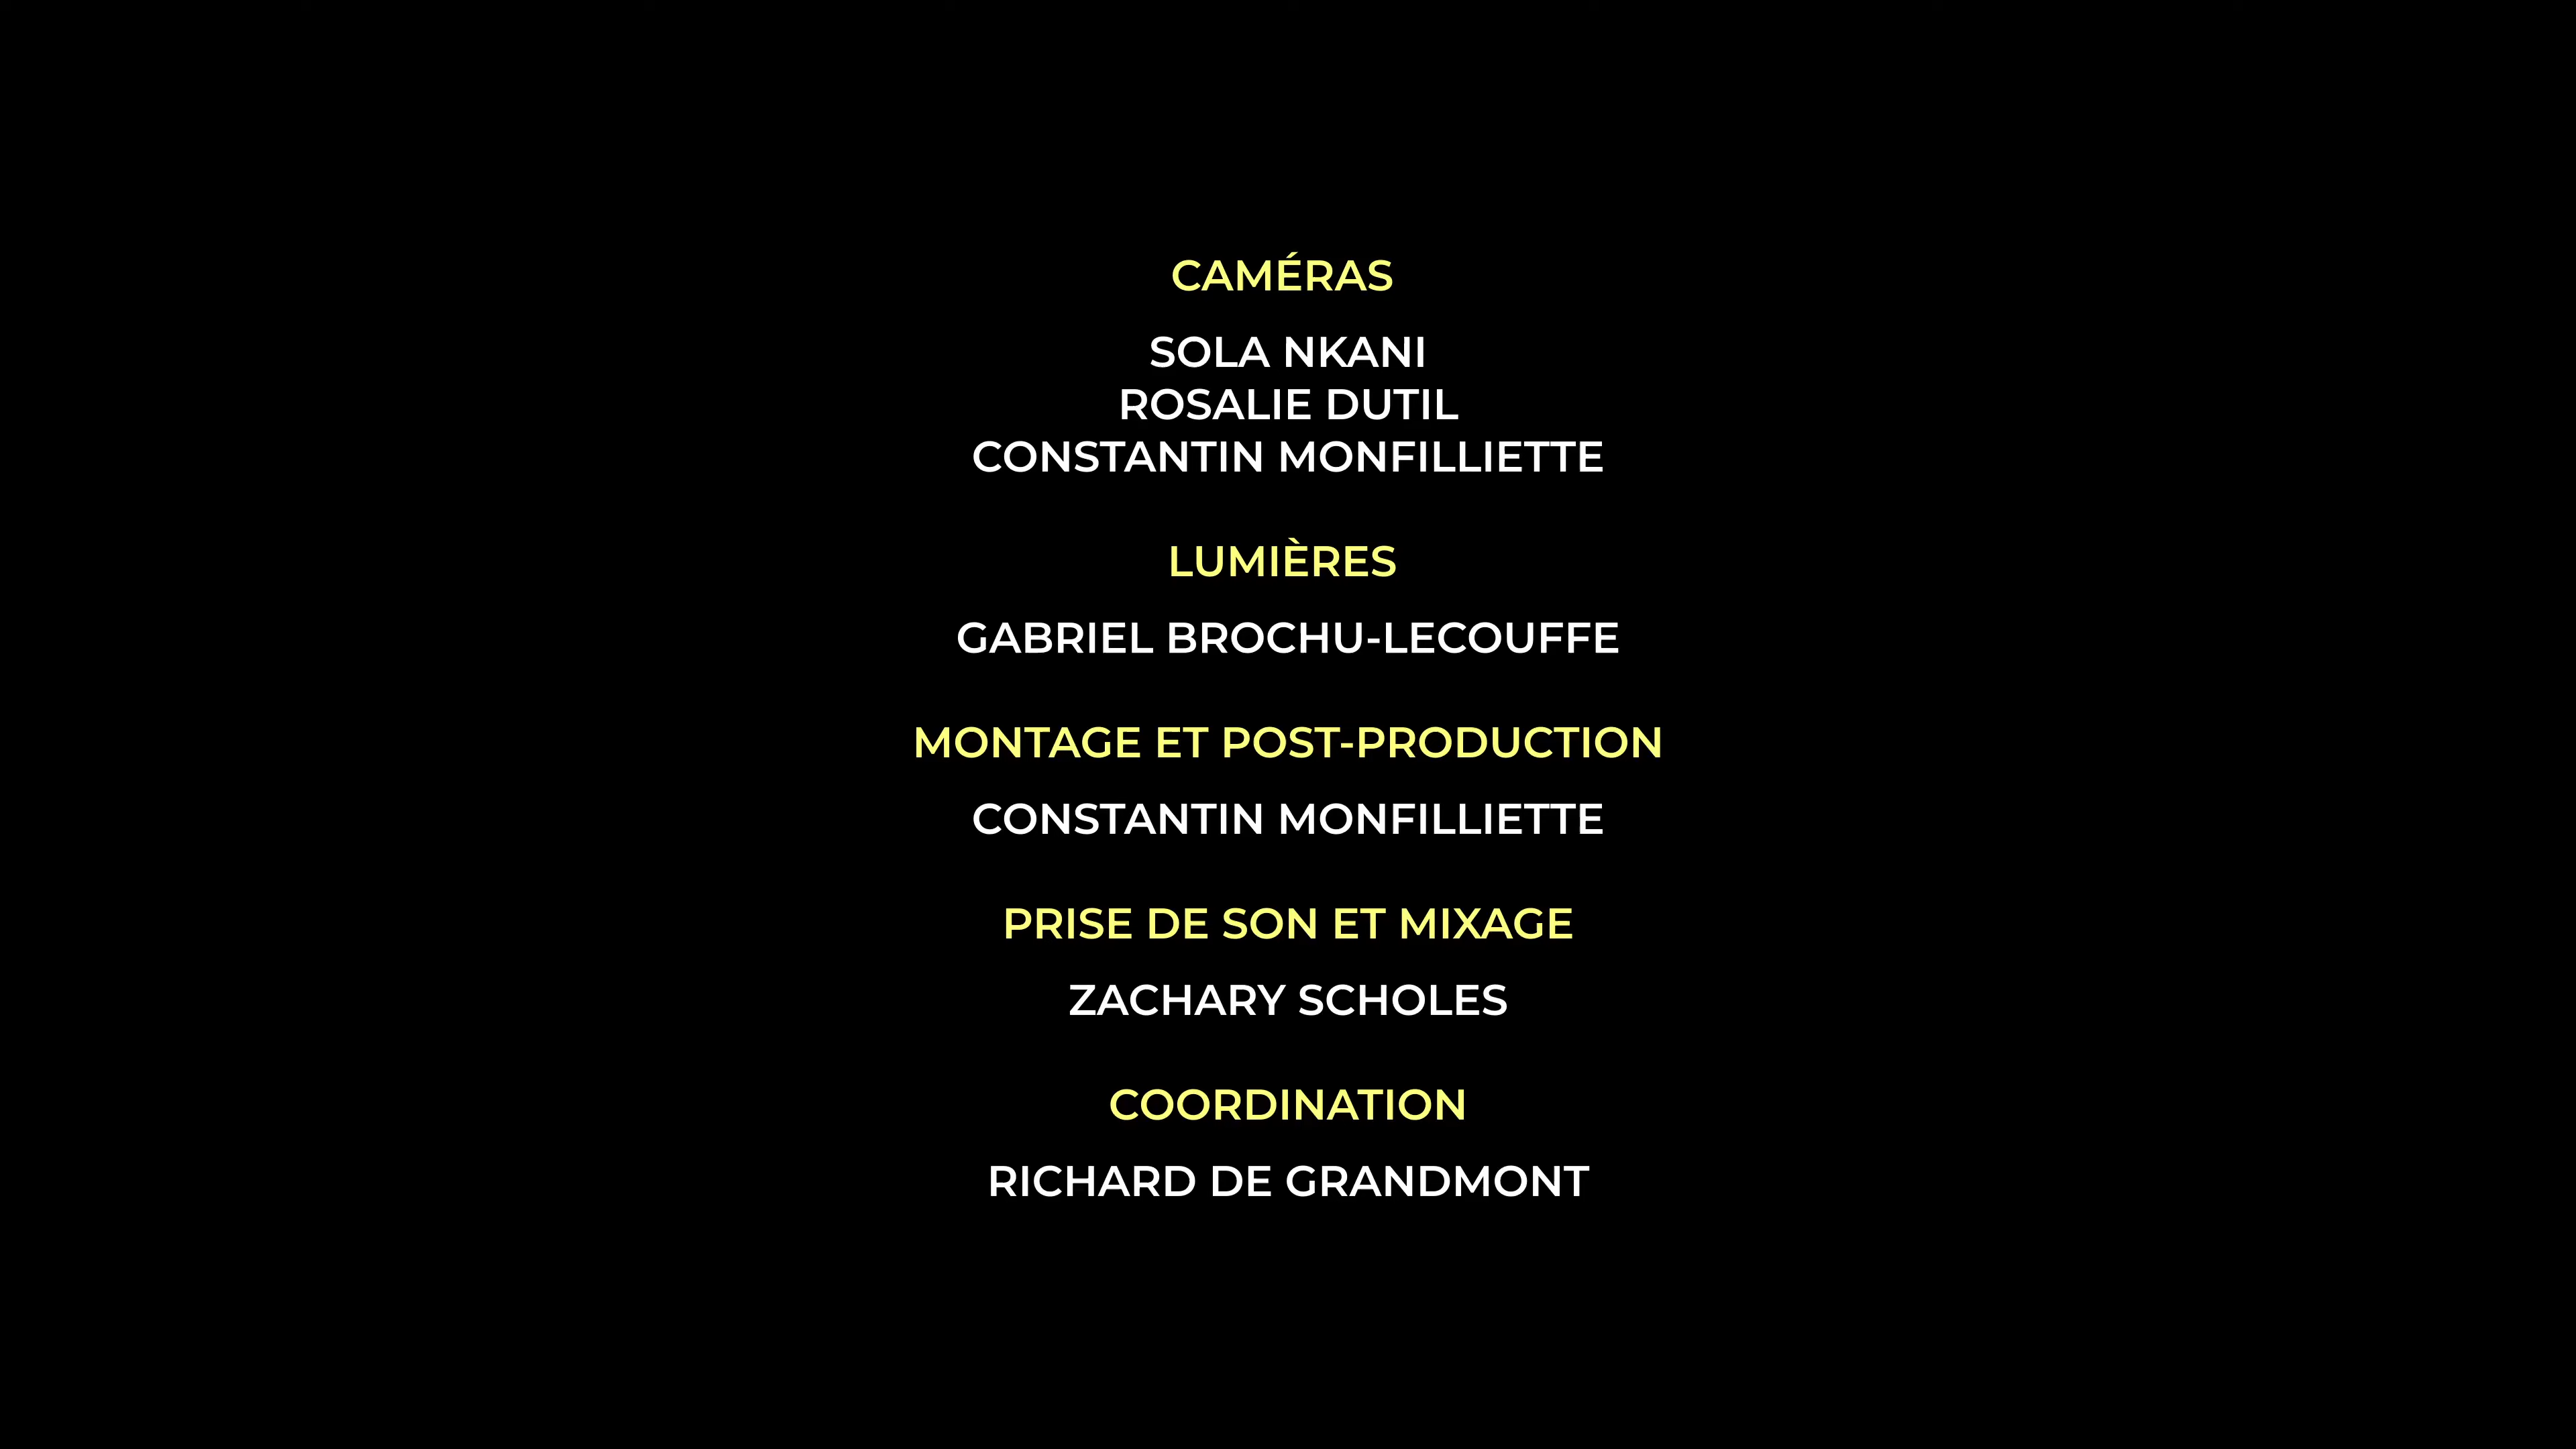 CAMÉRAS
SOLA NKANI
ROSALIE DUTIL
CONSTANTIN MONFILLIETTE
LUMIÈRES
GABRIEL BROCHU-LECOUFFE
MONTAGE ET POST-PRODUCTION
CONSTANTIN MONFILLIETTE
PRISE DE SON ET MIXAGE
ZACHARY SCHOLES
COORDINATION
RICHARD DE GRANDMONT